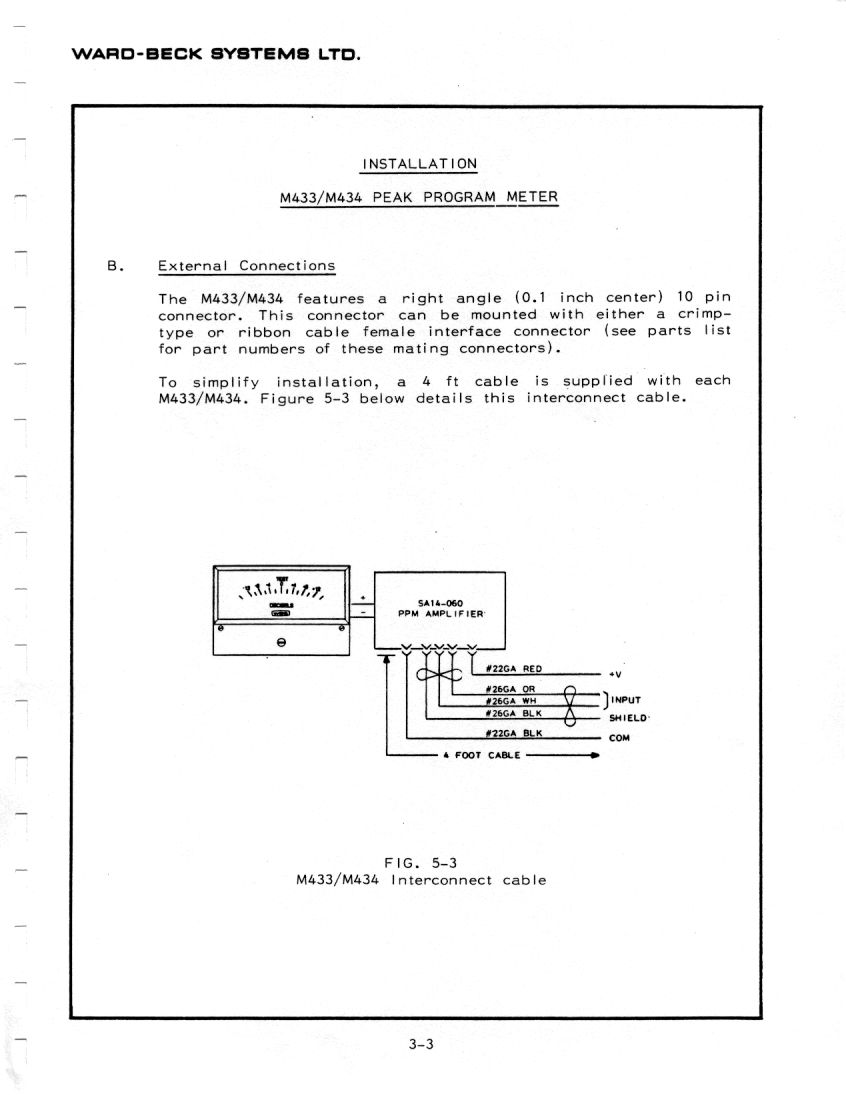 WARD-BECK SYSTEMS LTD.
INSTALLATION
M433/M434 PEAK PROGRAM METER
B. External Connections
The M433/M434 features a right angle (0.1 inch center) 10 pin
connector. This connector can be mounted with either a crimp-
type or ribbon cable female interface connector (see parts list
for part numbers of these mating connectors).
To simplify installation, a 4 ft cable is supplied with each
M433/M434. Figure 5-3 below details this interconnect cable.
TEST
DECIBELS
+
-
SA14-060
PPM AMPLIFIER
#22GA RED
+V
#26GA OR
#26GA WH
INPUT
#26GA BLK
SHIELD
#22GA BLK
COM
4 FOOT CABLE
FIG. 5-3
M433/M434 Interconnect cable
3-3